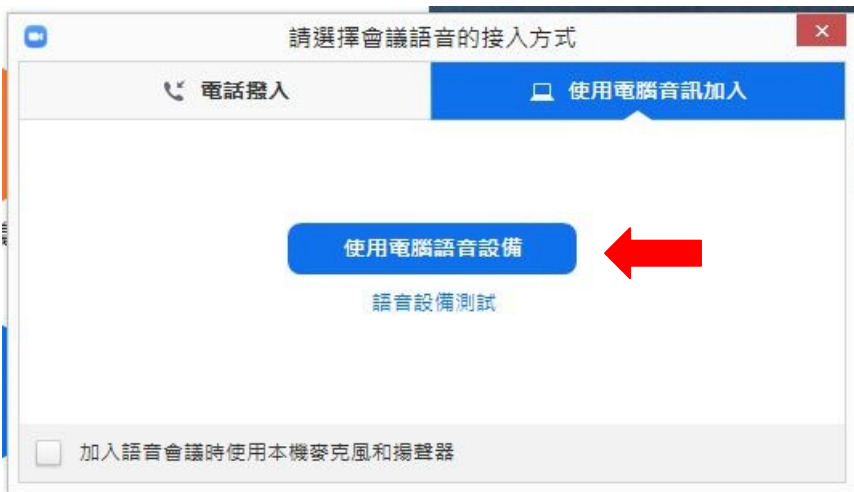 請選擇會議語音的接入方式
電話撥入
使用電腦音訊加入
使用電腦語音設備
語音設備測試
加入語音會議時使用本機麥克風和揚聲器